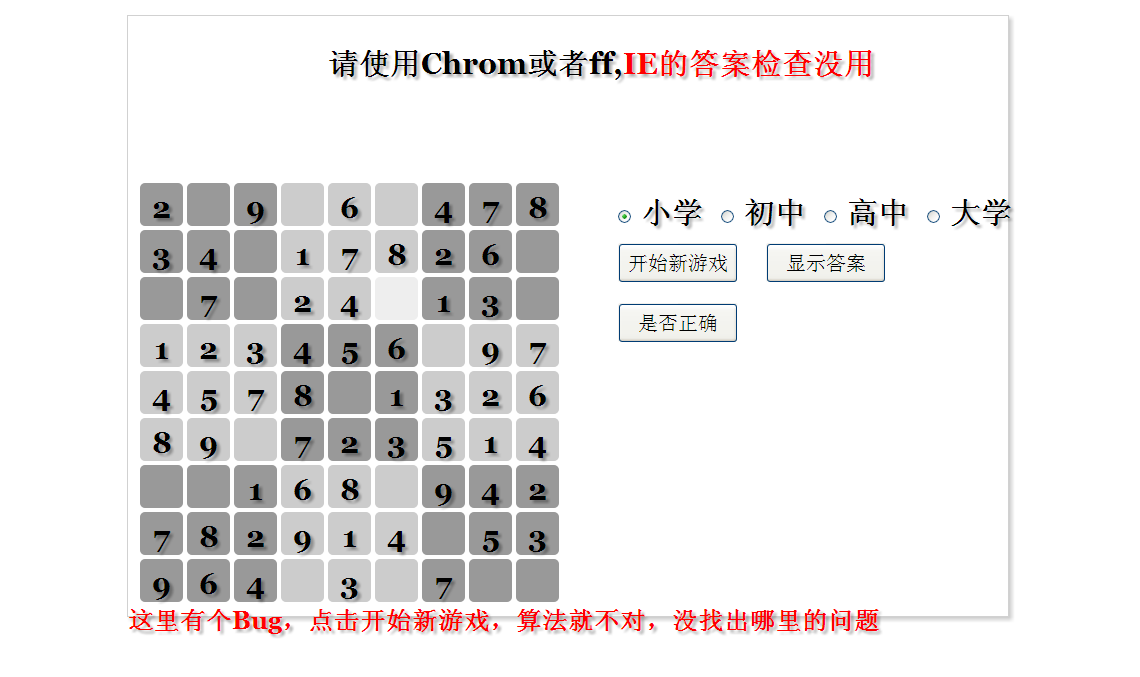 请使用Chrom或者ff,IE的答案检查没用
2 9 6 4 7 8
3 4 1 7 8 2 6
7 2 4 1 3
1 2 3 4 5 6 9 7
4 5 7 8 1 3 2 6
8 9 7 2 3 5 1 4
1 6 8 9 4 2
7 8 2 9 1 4 5 3
9 6 4 3 7
小学 初中 高中 大学
开始新游戏 显示答案
是否正确
这里有个Bug，点击开始新游戏，算法就不对，没找出哪里的问题